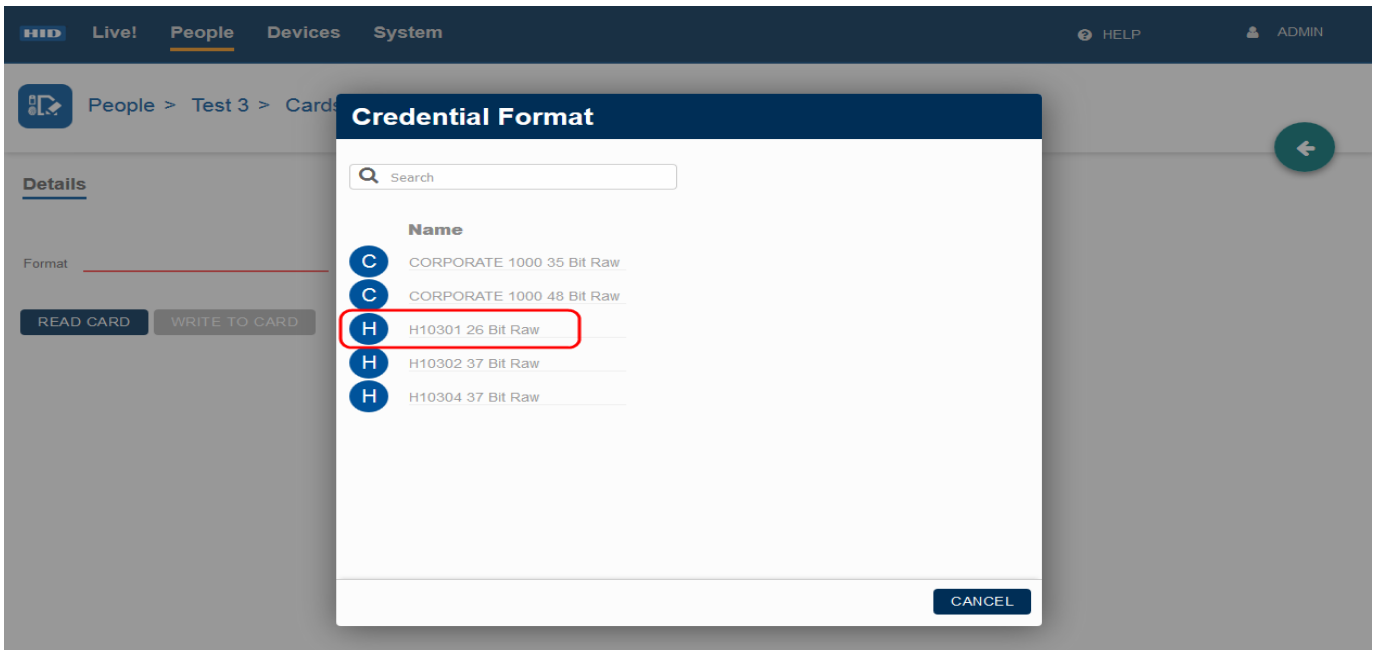 HID Live! People Devices System HELP ADMIN
People > Test 3 > Cards
Credential Format
Search
Details
Name
Format
CORPORATE 1000 35 Bit Raw
CORPORATE 1000 48 Bit Raw
READ CARD WRITE TO CARD
H10301 26 Bit Raw
H10302 37 Bit Raw
H10304 37 Bit Raw
CANCEL